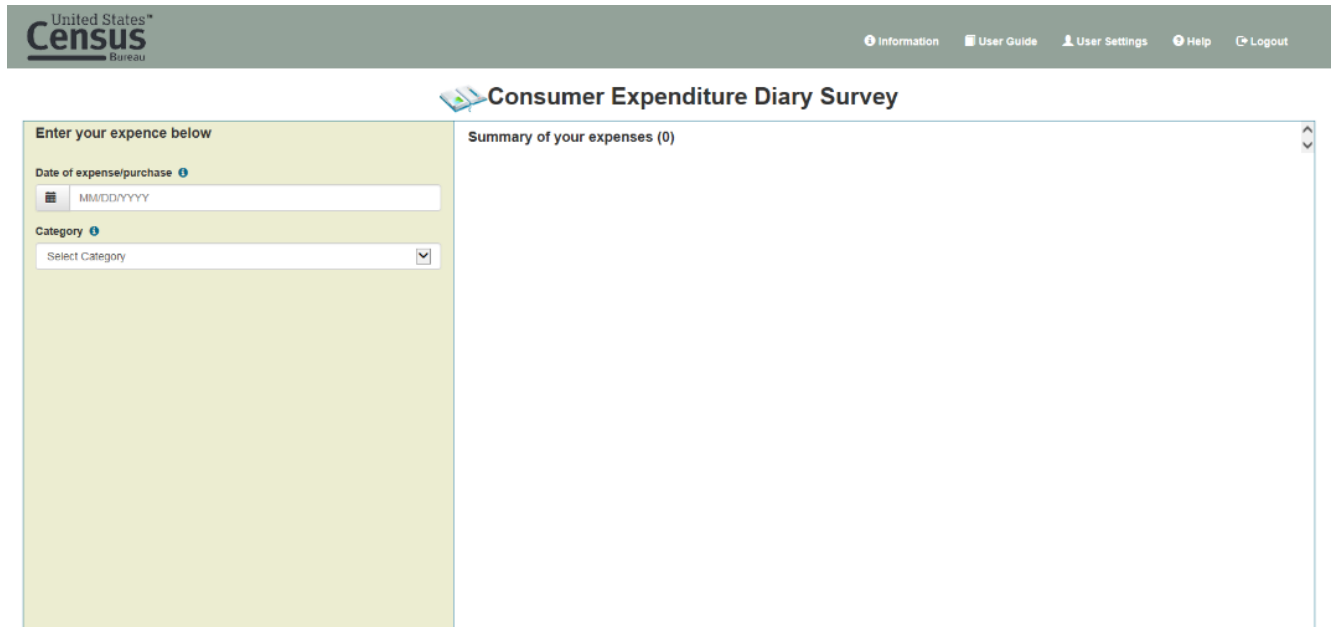 United States™
Census
Bureau
Information User Guide User Settings Help Logout
Consumer Expenditure Diary Survey
Enter your expence below
Summary of your expenses (0)
Date of expense/purchase
MM/DD/YYYY
Category
Select Category